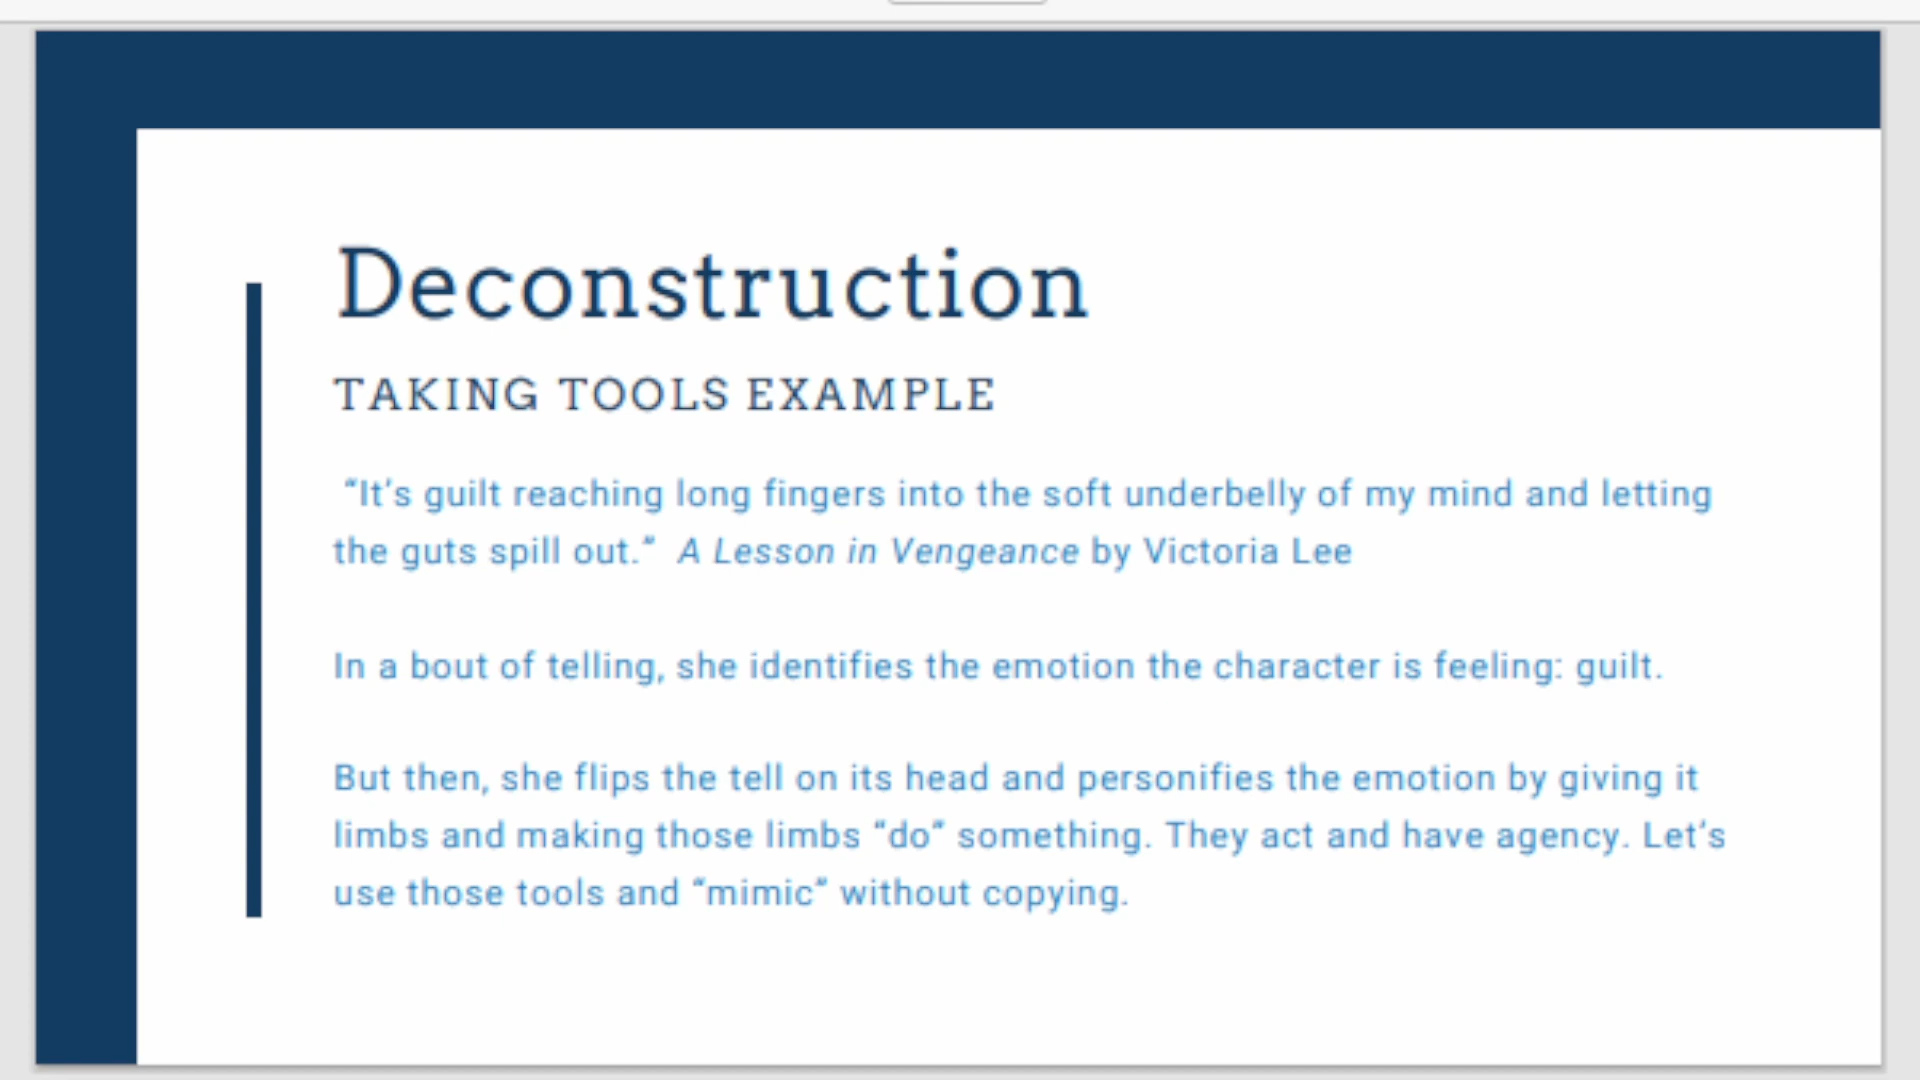 Deconstruction
TAKING TOOLS EXAMPLE
“It’s guilt reaching long fingers into the soft underbelly of my mind and letting
the guts spill out.” A Lesson in Vengeance by Victoria Lee
In a bout of telling, she identifies the emotion the character is feeling: guilt.
But then, she flips the tell on its head and personifies the emotion by giving it
limbs and making those limbs “do” something. They act and have agency. Let’s
use those tools and “mimic” without copying.